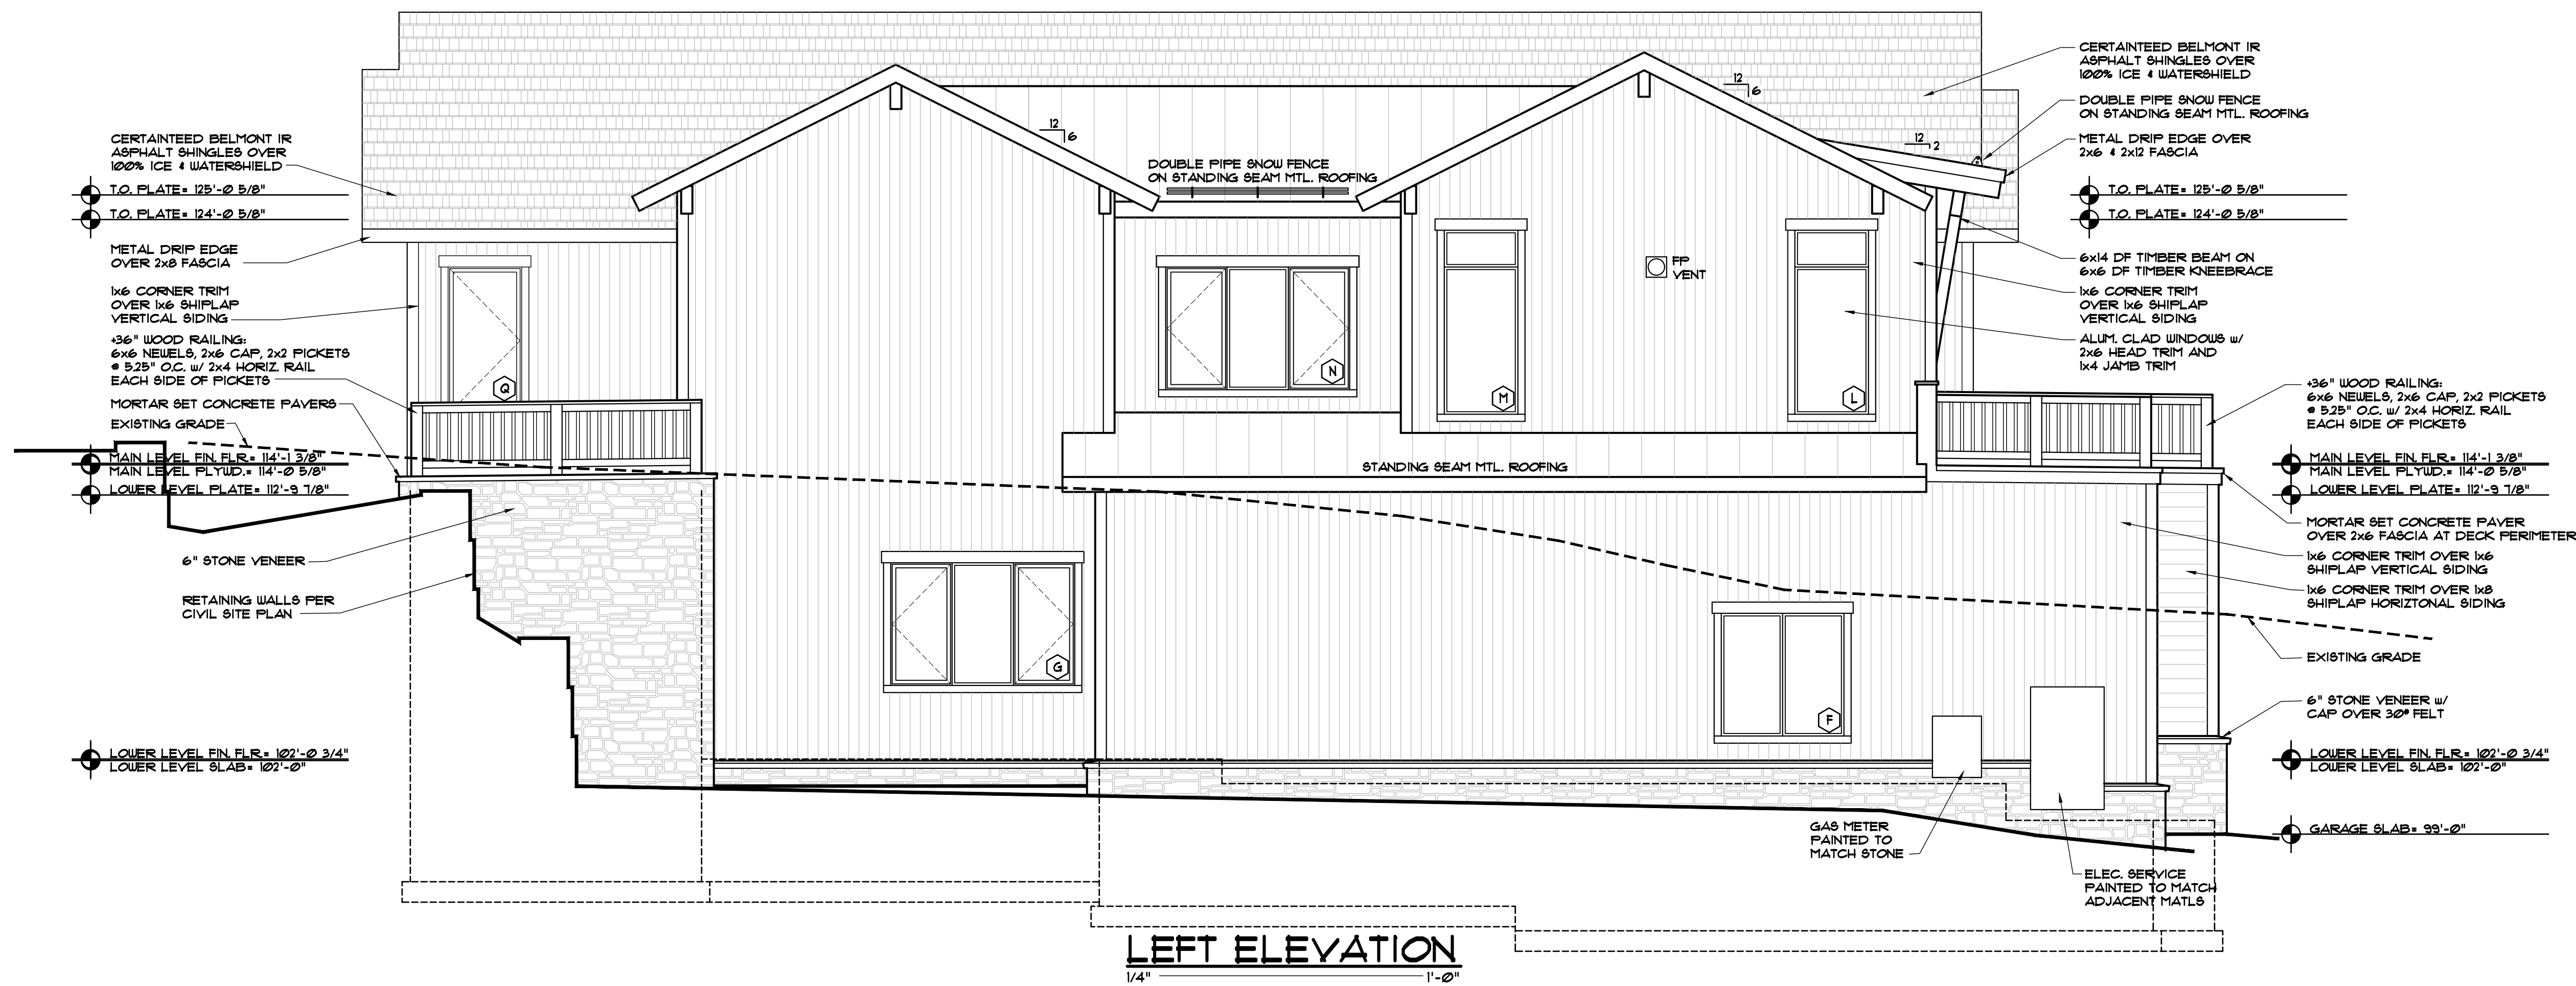 CERTAINTEED BELMONT IR
ASPHALT SHINGLES OVER
100% ICE & WATERSHIELD
T.O. PLATE= 125'-0 5/8"
T.O. PLATE= 124'-0 5/8"
METAL DRIP EDGE
OVER 2x8 FASCIA
1x6 CORNER TRIM
OVER 1x6 SHIPLAP
VERTICAL SIDING
+36" WOOD RAILING:
6x6 NEWELS, 2x6 CAP, 2x2 PICKETS
@ 5.25" O.C. w/ 2x4 HORIZ. RAIL
EACH SIDE OF PICKETS
MORTAR SET CONCRETE PAVERS
EXISTING GRADE
MAIN LEVEL FIN. FLR.= 114'-1 3/8"
MAIN LEVEL PLYWD.= 114'-0 5/8"
LOWER LEVEL PLATE= 112'-9 7/8"
6" STONE VENEER
RETAINING WALLS PER
CIVIL SITE PLAN
LOWER LEVEL FIN. FLR.= 102'-0 3/4"
LOWER LEVEL SLAB= 102'-0"
12
6
DOUBLE PIPE SNOW FENCE
ON STANDING SEAM MTL. ROOFING
12
6
12
2
FP
VENT
Q
N
M
L
STANDING SEAM MTL. ROOFING
G
F
GAS METER
PAINTED TO
MATCH STONE
ELEC. SERVICE
PAINTED TO MATCH
ADJACENT MATLS
CERTAINTEED BELMONT IR
ASPHALT SHINGLES OVER
100% ICE & WATERSHIELD
DOUBLE PIPE SNOW FENCE
ON STANDING SEAM MTL. ROOFING
METAL DRIP EDGE OVER
2x6 & 2x12 FASCIA
T.O. PLATE= 125'-0 5/8"
T.O. PLATE= 124'-0 5/8"
6x14 DF TIMBER BEAM ON
6x6 DF TIMBER KNEEBRACE
1x6 CORNER TRIM
OVER 1x6 SHIPLAP
VERTICAL SIDING
ALUM. CLAD WINDOWS w/
2x6 HEAD TRIM AND
1x4 JAMB TRIM
+36" WOOD RAILING:
6x6 NEWELS, 2x6 CAP, 2x2 PICKETS
@ 5.25" O.C. w/ 2x4 HORIZ. RAIL
EACH SIDE OF PICKETS
MAIN LEVEL FIN. FLR.= 114'-1 3/8"
MAIN LEVEL PLYWD.= 114'-0 5/8"
LOWER LEVEL PLATE= 112'-9 7/8"
MORTAR SET CONCRETE PAVER
OVER 2x6 FASCIA AT DECK PERIMETER
1x6 CORNER TRIM OVER 1x6
SHIPLAP VERTICAL SIDING
1x6 CORNER TRIM OVER 1x8
SHIPLAP HORIZTONAL SIDING
EXISTING GRADE
6" STONE VENEER w/
CAP OVER 30# FELT
LOWER LEVEL FIN. FLR.= 102'-0 3/4"
LOWER LEVEL SLAB= 102'-0"
GARAGE SLAB= 99'-0"
LEFT ELEVATION
1/4" 1'-0"